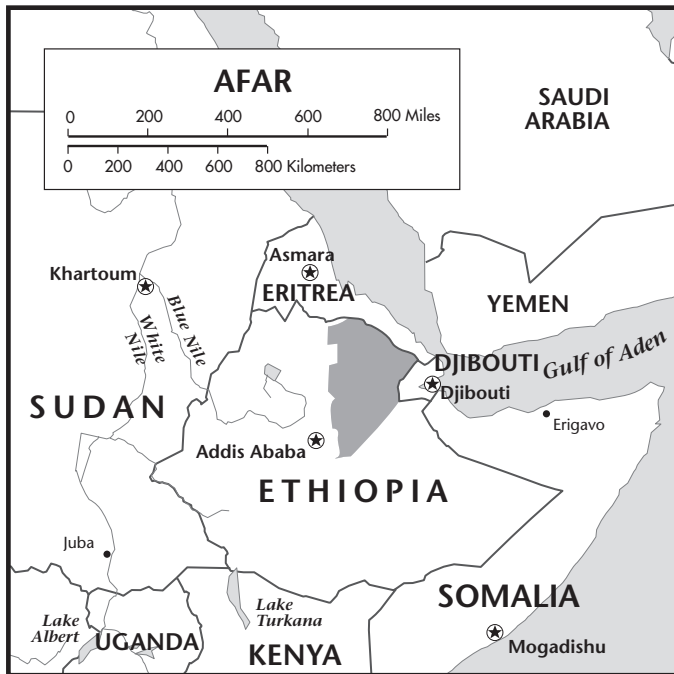 AFAR
0 200 400 600 800 Miles
0 200 400 600 800 Kilometers
SAUDI
ARABIA
Asmara
Khartoum
ERITREA
YEMEN
Blue Nile
White
Nile
DJIBOUTI
Gulf of Aden
Djibouti
SUDAN
Erigavo
Addis Ababa
ETHIOPIA
Juba
SOMALIA
Lake
Albert
Lake
Turkana
UGANDA
KENYA
Mogadishu